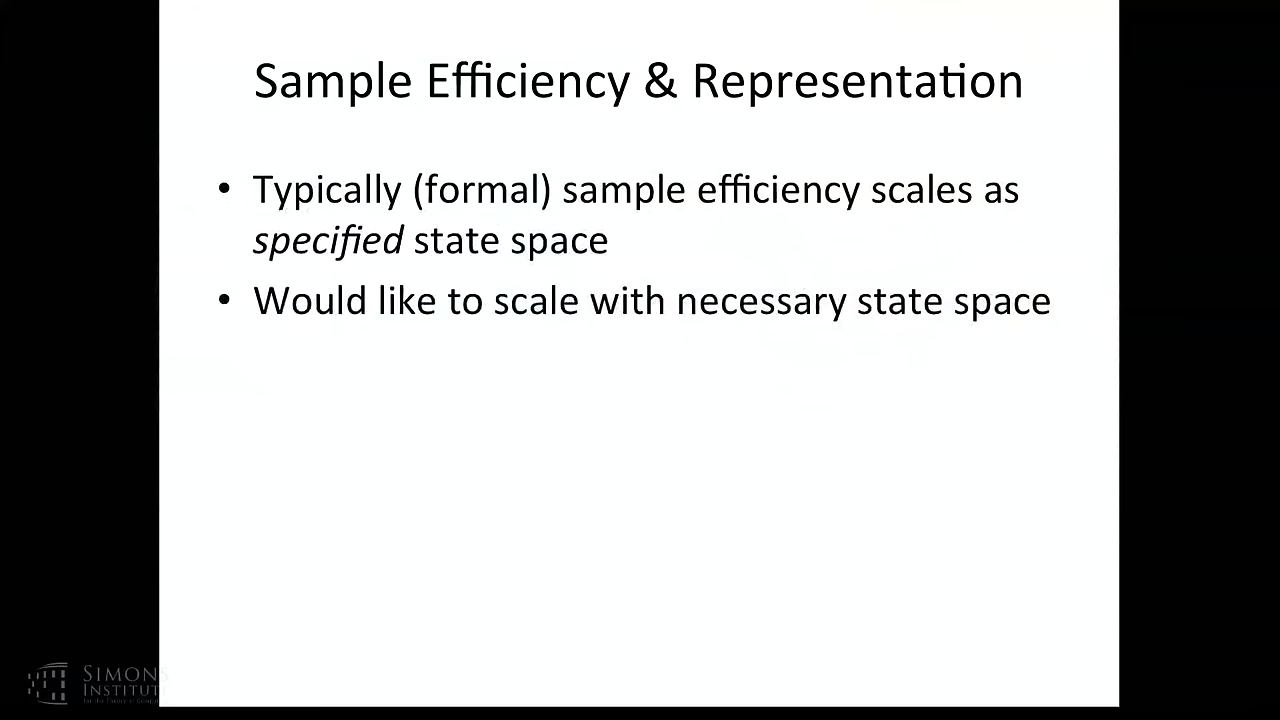 Sample Efficiency & Representation
• Typically (formal) sample efficiency scales as
specified state space
• Would like to scale with necessary state space
SIMONS
INSTITUTE